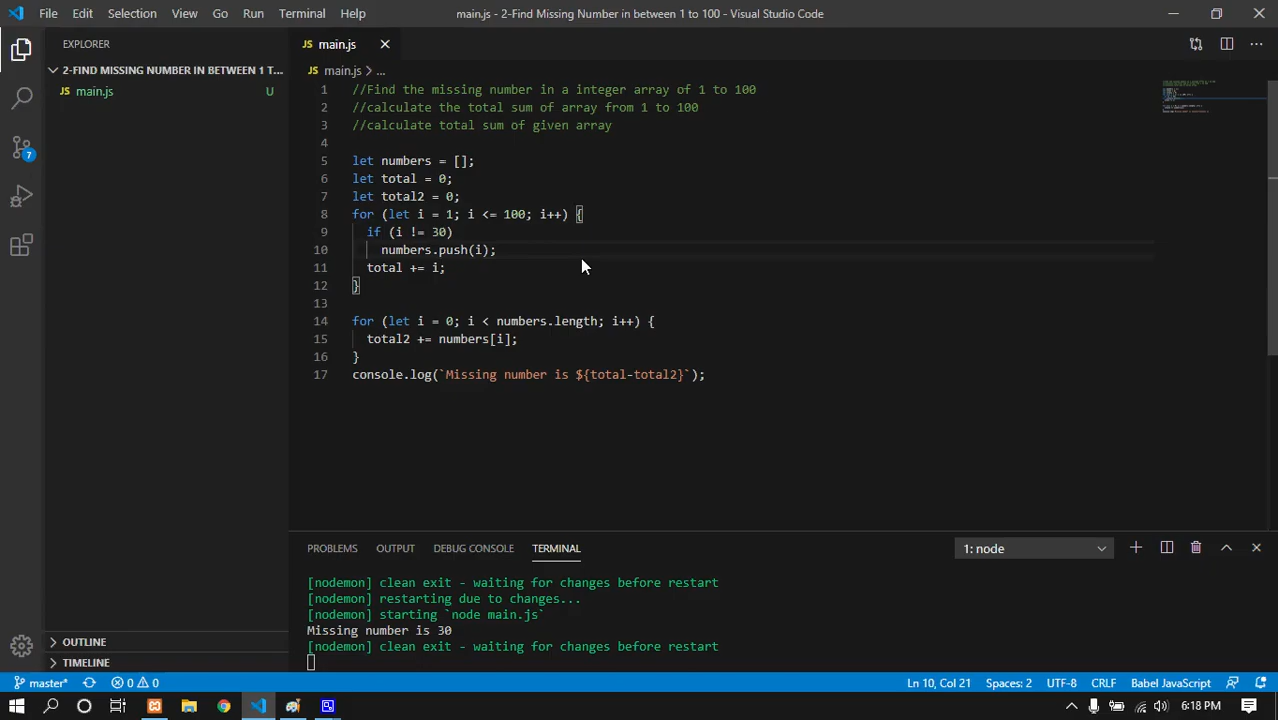 File Edit Selection View Go Run Terminal Help
main.js - 2-Find Missing Number in between 1 to 100 - Visual Studio Code
EXPLORER
2-FIND MISSING NUMBER IN BETWEEN 1 T...
JS main.js U
7
JS main.js
JS main.js > ...
1 //Find the missing number in a integer array of 1 to 100
2 //calculate the total sum of array from 1 to 100
3 //calculate total sum of given array
4
5 let numbers = [];
6 let total = 0;
7 let total2 = 0;
8 for (let i = 1; i <= 100; i++) {
9 if (i != 30)
10 numbers.push(i);
11 total += i;
12 }
13
14 for (let i = 0; i < numbers.length; i++) {
15 total2 += numbers[i];
16 }
17 console.log(`Missing number is ${total-total2}`);
PROBLEMS OUTPUT DEBUG CONSOLE TERMINAL
1: node
[nodemon] clean exit - waiting for changes before restart
[nodemon] restarting due to changes...
[nodemon] starting `node main.js`
Missing number is 30
[nodemon] clean exit - waiting for changes before restart
OUTLINE
TIMELINE
master* 0 0
Ln 10, Col 21 Spaces: 2 UTF-8 CRLF Babel JavaScript
6:18 PM